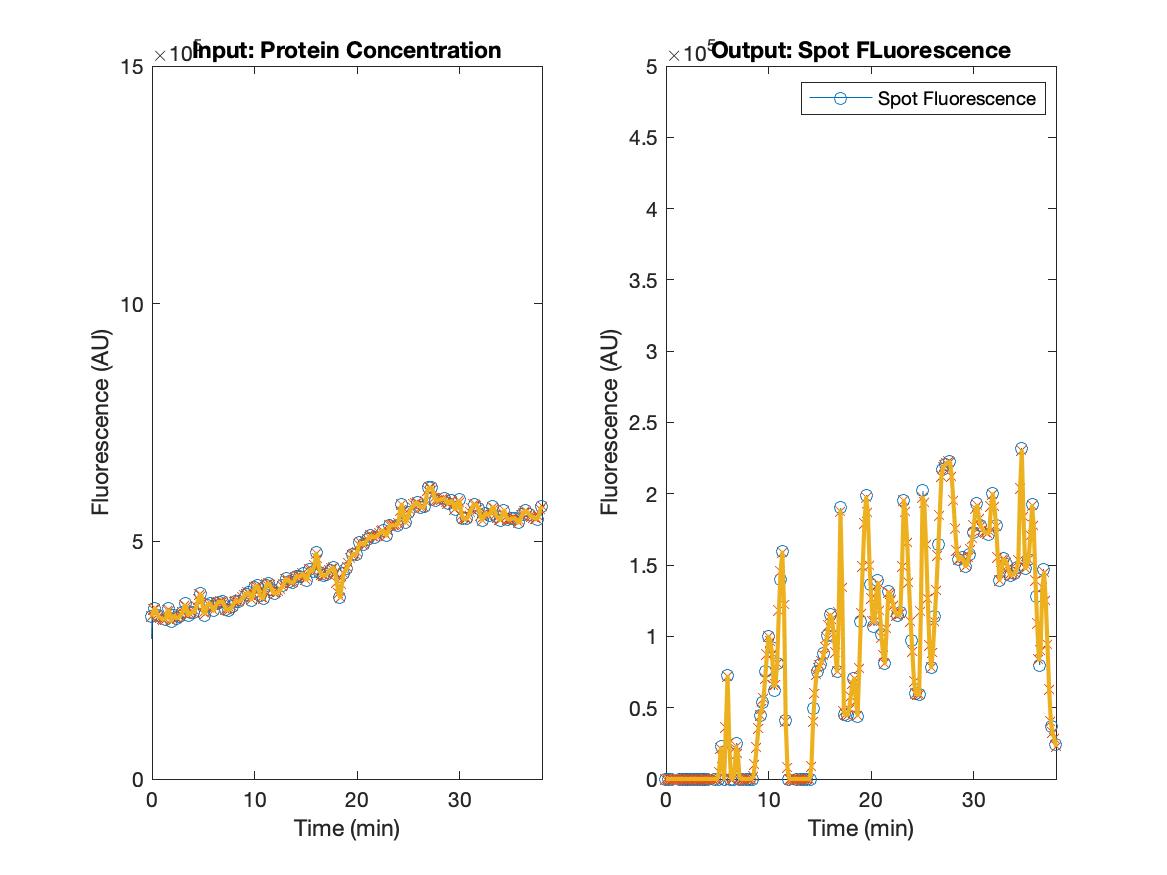 ×10⁵
Input: Protein Concentration
15
10
5
0
0 10 20 30
Time (min)
Fluorescence (AU)
×10⁵
Output: Spot FLuorescence
Spot Fluorescence
5
4.5
4
3.5
3
2.5
2
1.5
1
0.5
0
0 10 20 30
Time (min)
Fluorescence (AU)